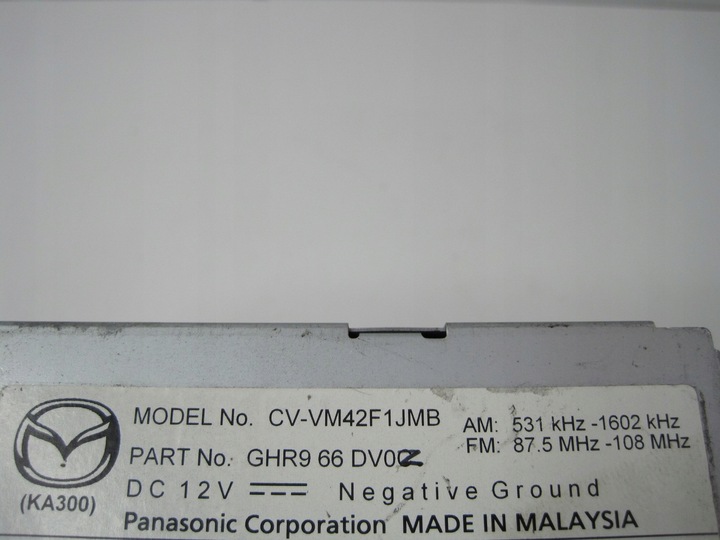 MODEL No. CV-VM42F1JMB
AM: 531 kHz -1602 kHz
PART No. GHR9 66 DV0
FM: 87.5 MHz -108 MHz
DC 12V Negative Ground
(KA300)
Panasonic Corporation MADE IN MALAYSIA